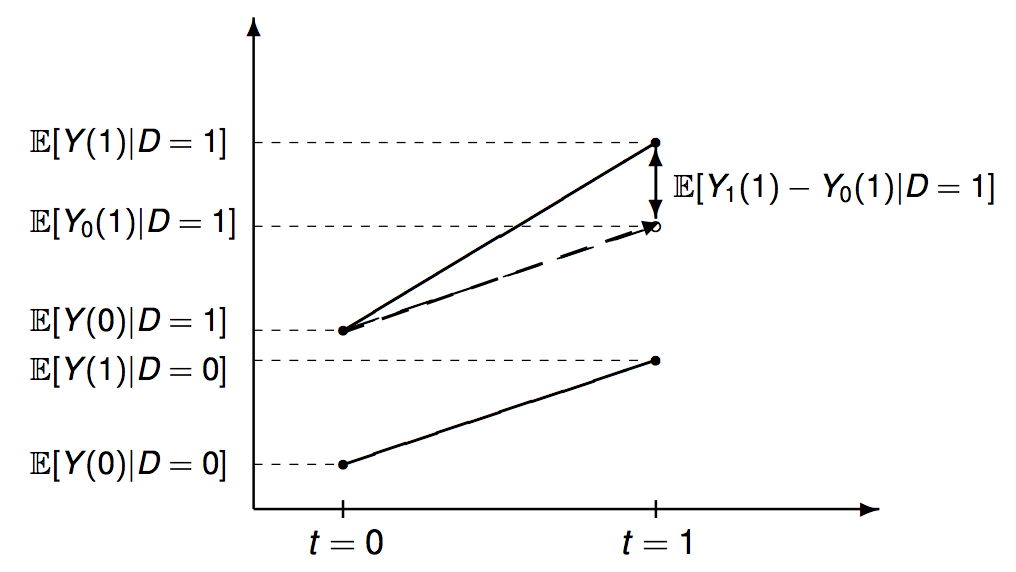 𝔼[Y(1)|D = 1]
𝔼[Y₁(1) − Y₀(1)|D = 1]
𝔼[Y₀(1)|D = 1]
𝔼[Y(0)|D = 1]
𝔼[Y(1)|D = 0]
𝔼[Y(0)|D = 0]
t = 0
t = 1